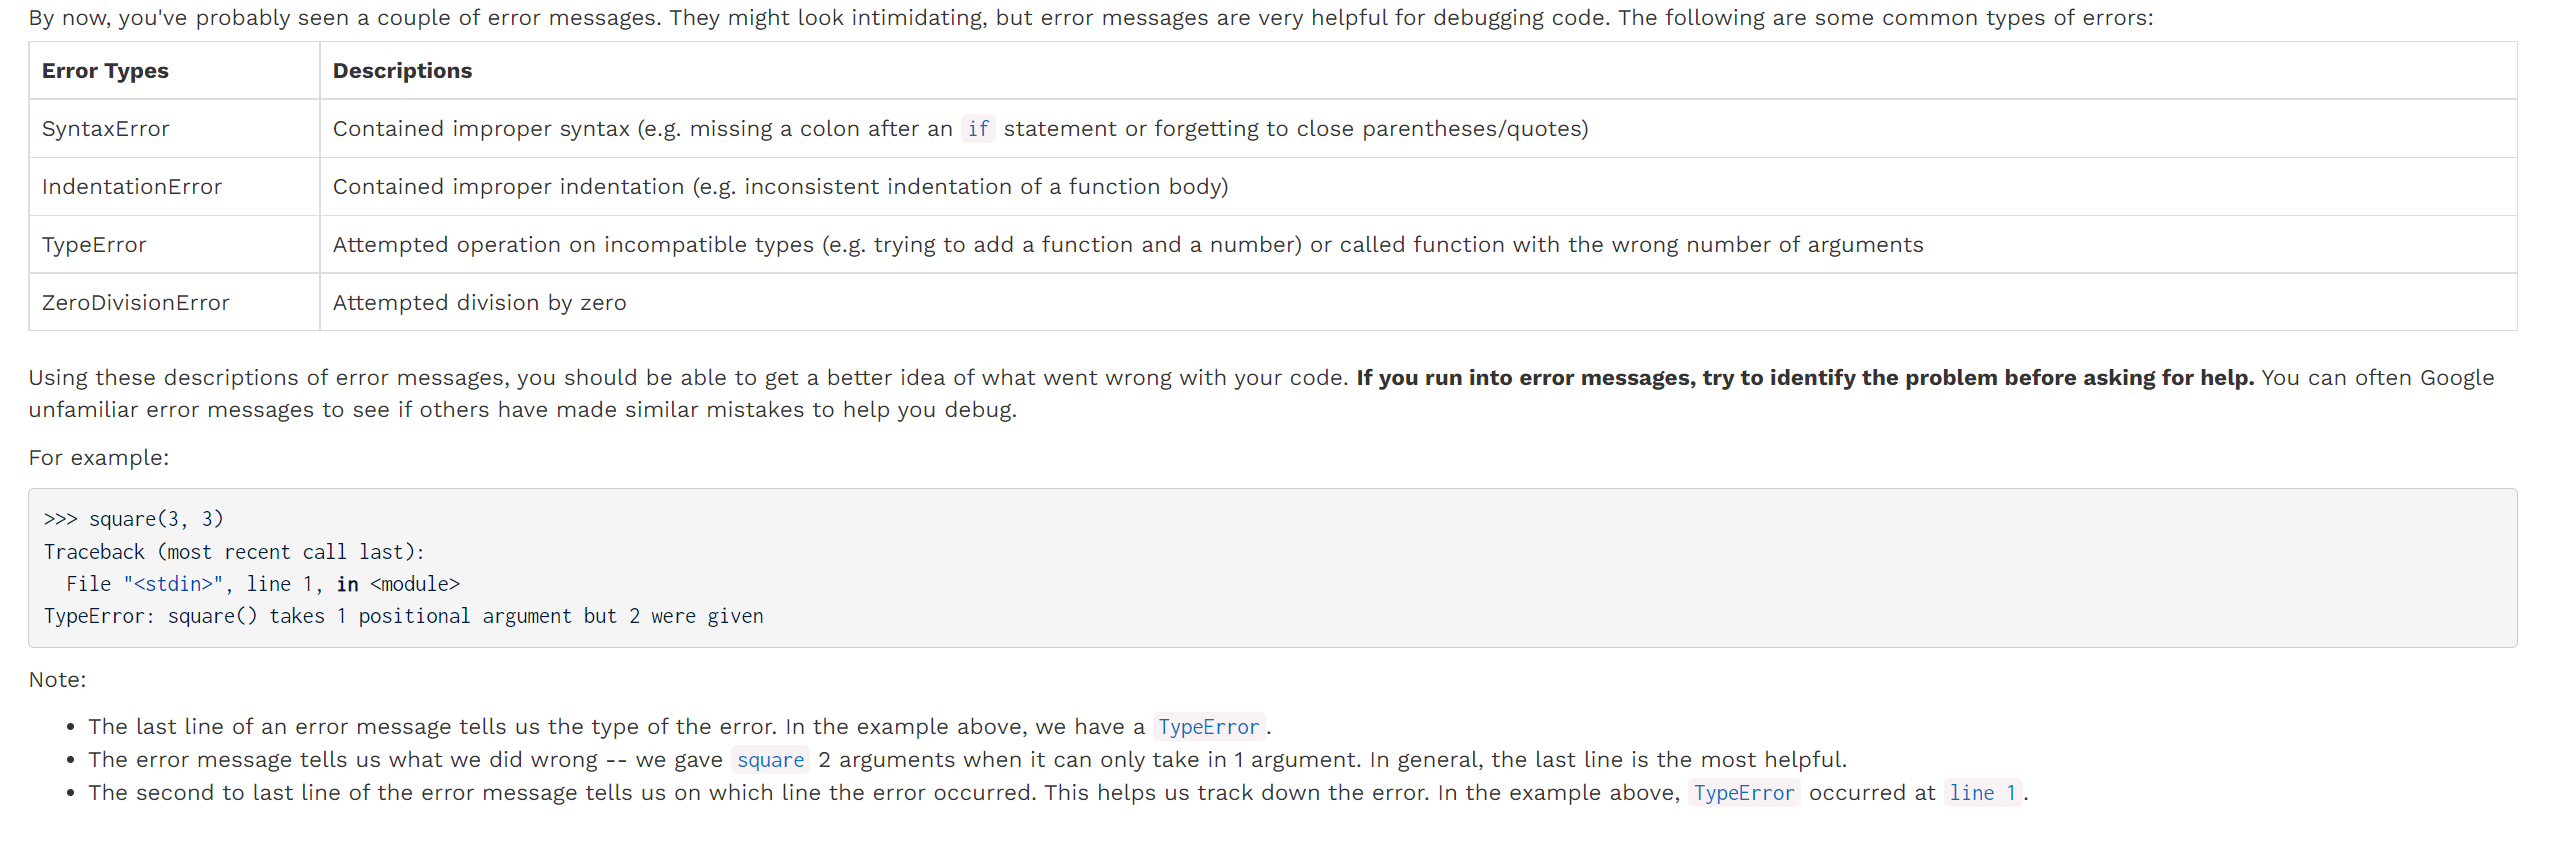 By now, you've probably seen a couple of error messages. They might look intimidating, but error messages are very helpful for debugging code. The following are some common types of errors:
Error Types Descriptions
SyntaxError Contained improper syntax (e.g. missing a colon after an if statement or forgetting to close parentheses/quotes)
IndentationError Contained improper indentation (e.g. inconsistent indentation of a function body)
TypeError Attempted operation on incompatible types (e.g. trying to add a function and a number) or called function with the wrong number of arguments
ZeroDivisionError Attempted division by zero
Using these descriptions of error messages, you should be able to get a better idea of what went wrong with your code. If you run into error messages, try to identify the problem before asking for help. You can often Google
unfamiliar error messages to see if others have made similar mistakes to help you debug.
For example:
>>> square(3, 3)
Traceback (most recent call last):
  File "<stdin>", line 1, in <module>
TypeError: square() takes 1 positional argument but 2 were given
Note:
• The last line of an error message tells us the type of the error. In the example above, we have a TypeError.
• The error message tells us what we did wrong -- we gave square 2 arguments when it can only take in 1 argument. In general, the last line is the most helpful.
• The second to last line of the error message tells us on which line the error occurred. This helps us track down the error. In the example above, TypeError occurred at line 1.